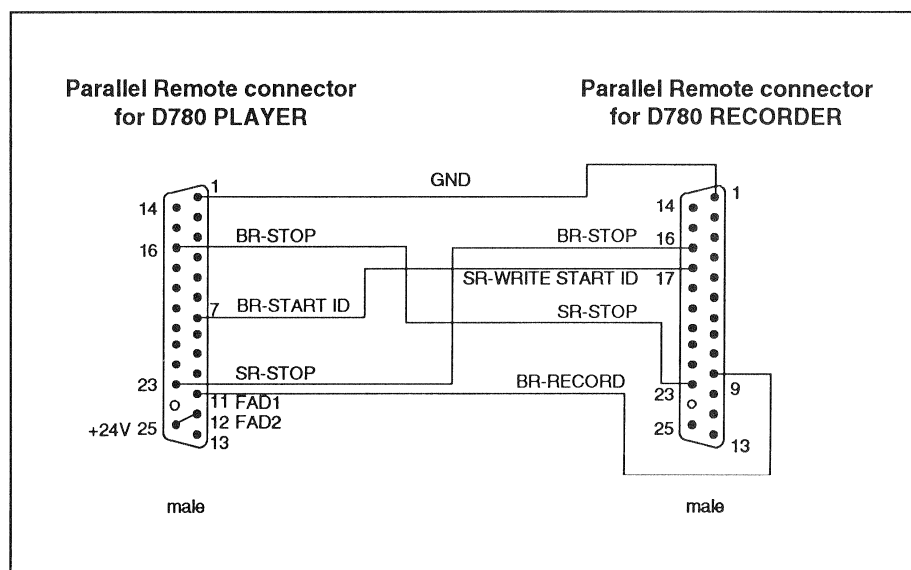 Parallel Remote connector
for D780 PLAYER
Parallel Remote connector
for D780 RECORDER
GND
1
1
14
14
BR-STOP
BR-STOP
16
16
SR-WRITE START ID
17
7
BR-START ID
SR-STOP
SR-STOP
BR-RECORD
23
23
9
11 FAD1
12 FAD2
+24V 25
25
13
13
male
male